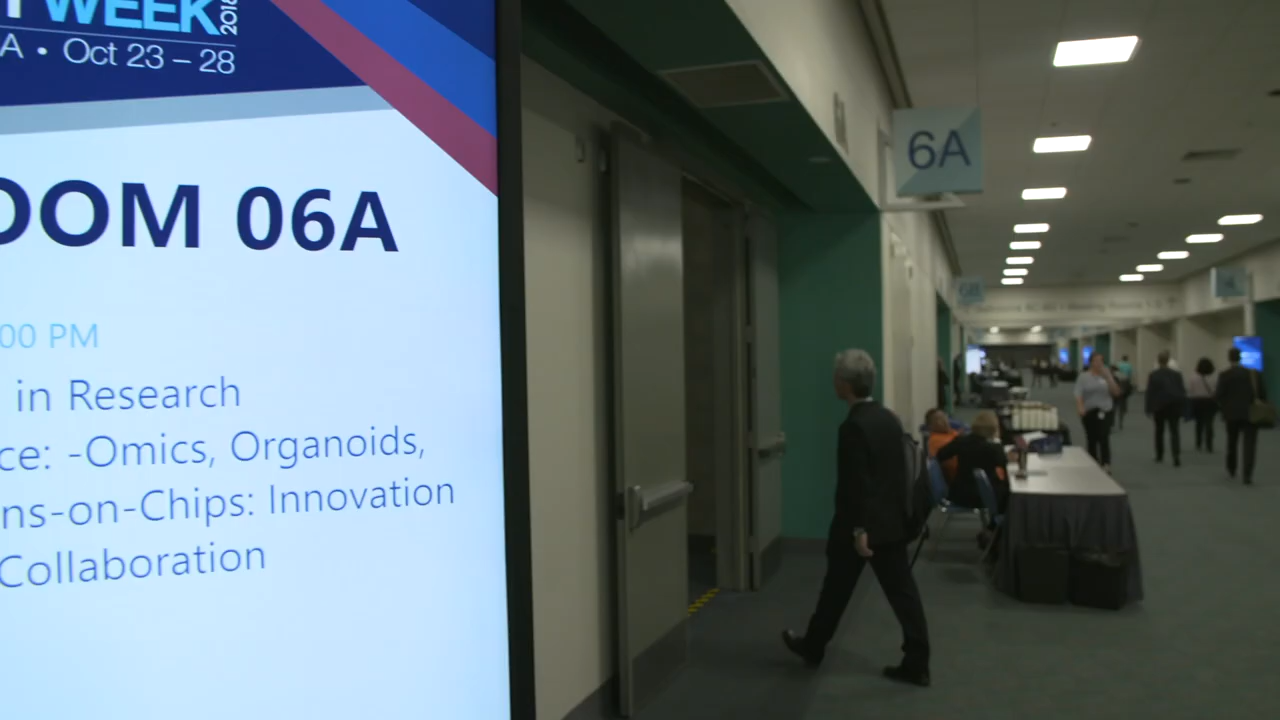 WEEK 2018
A • Oct 23 – 28
OOM 06A
00 PM
in Research
ce: -Omics, Organoids,
ns-on-Chips: Innovation
Collaboration
6A